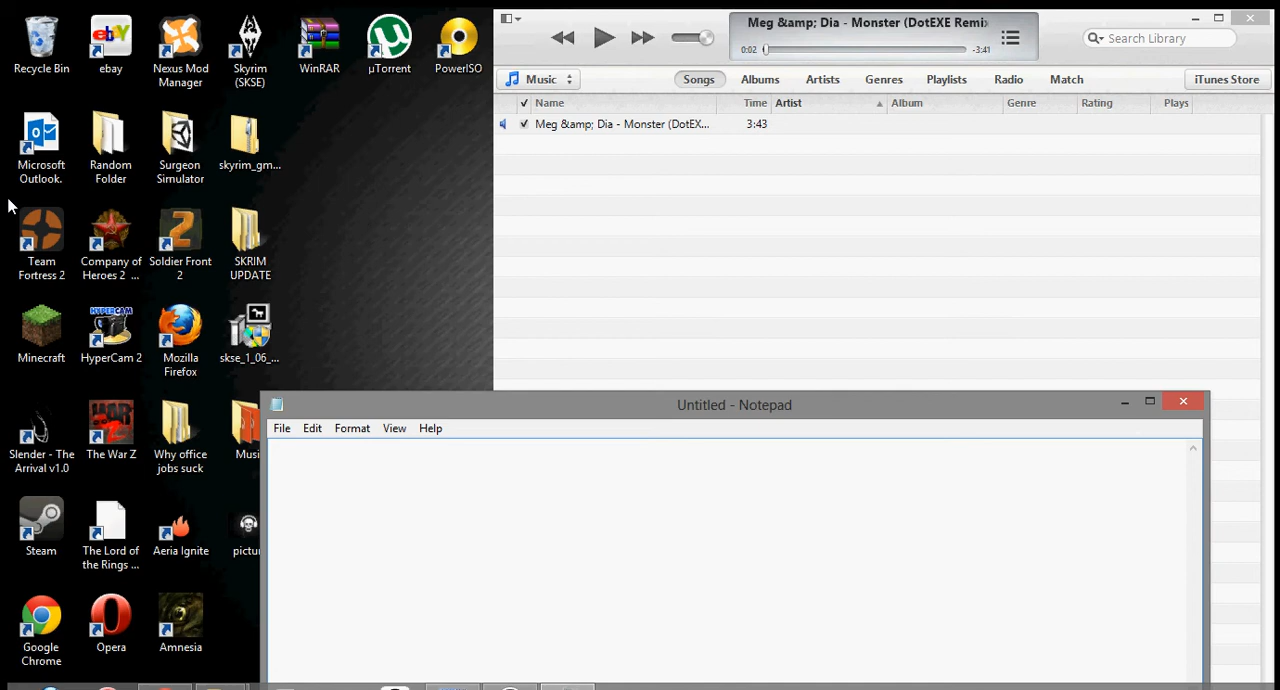 Recycle Bin
ebay
Nexus Mod
Manager
Skyrim
(SKSE)
WinRAR
µTorrent
PowerISO
Microsoft
Outlook.
Random
Folder
Surgeon
Simulator
skyrim_gm...
Team
Fortress 2
Company of
Heroes 2 ...
Soldier Front
2
SKRIM
UPDATE
Minecraft
HYPERCAM
HyperCam 2
Mozilla
Firefox
skse_1_06_...
Slender - The
Arrival v1.0
The War Z
Why office
jobs suck
Musi
Steam
The Lord of
the Rings ...
Aeria Ignite
pictur
Google
Chrome
Opera
Amnesia
Meg &amp; Dia - Monster (DotEXE Remix
0:02
-3:41
Search Library
Music
Songs
Albums
Artists
Genres
Playlists
Radio
Match
iTunes Store
Name
Time
Artist
Album
Genre
Rating
Plays
Meg &amp; Dia - Monster (DotEX...
3:43
Untitled - Notepad
File
Edit
Format
View
Help